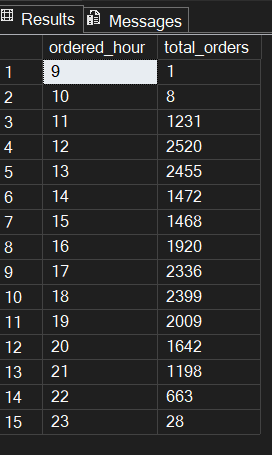 Results Messages
ordered_hour total_orders
1 9 1
2 10 8
3 11 1231
4 12 2520
5 13 2455
6 14 1472
7 15 1468
8 16 1920
9 17 2336
10 18 2399
11 19 2009
12 20 1642
13 21 1198
14 22 663
15 23 28